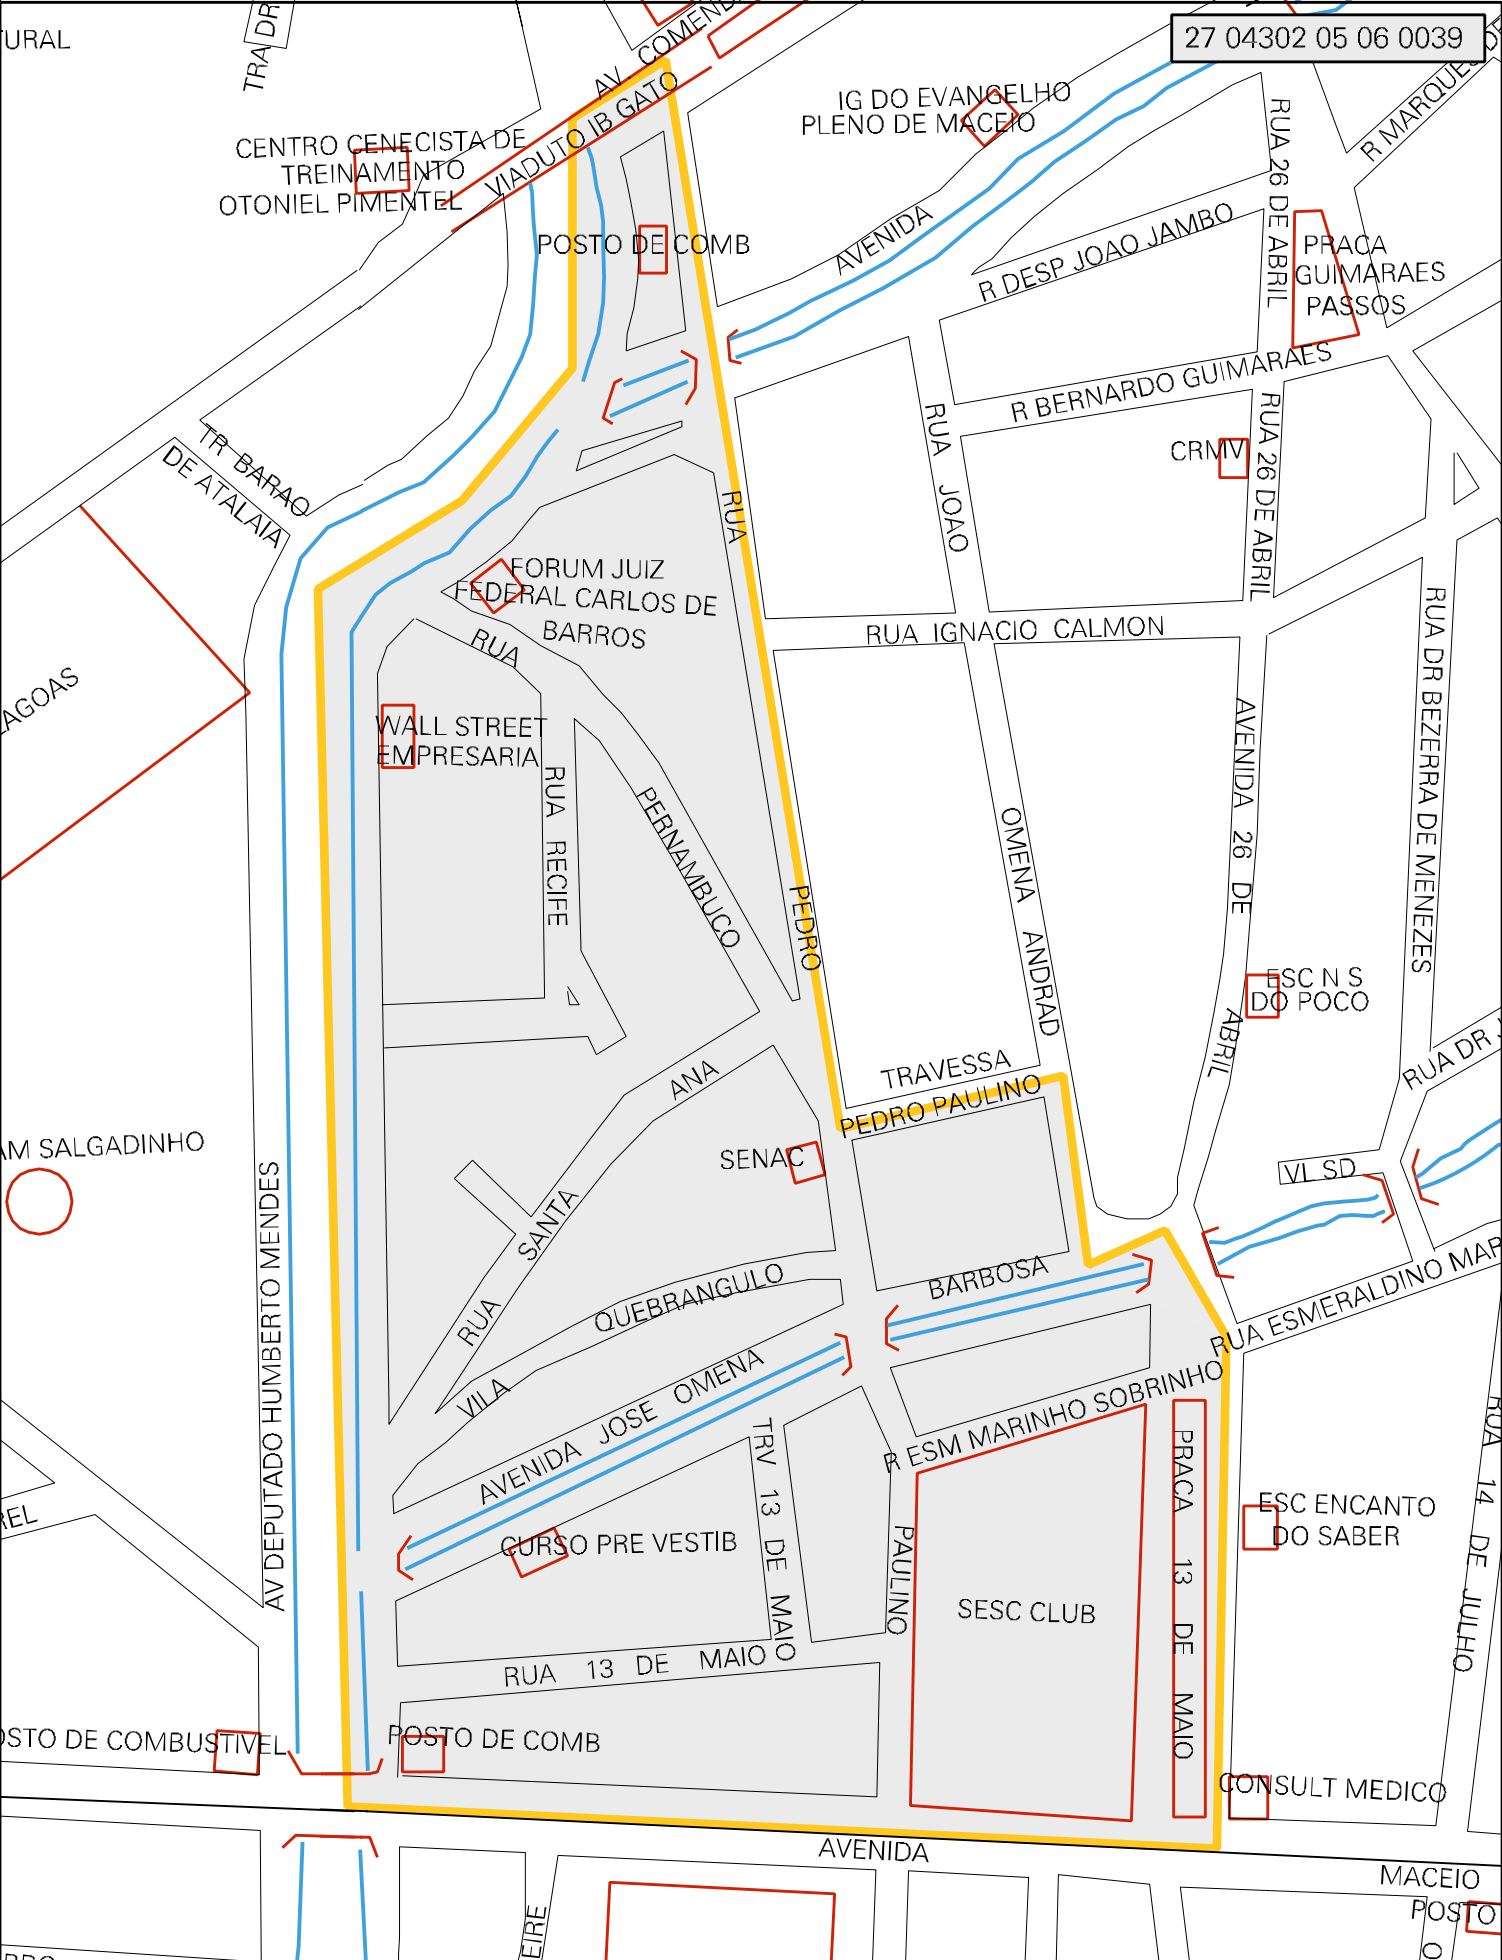 27 04302 05 06 0039
URAL
TRA DR
AV. COMEND
VIADUTO IB GATO
CENTRO CENECISTA DE
TREINAMENTO
OTONIEL PIMENTEL
IG DO EVANGELHO
PLENO DE MACEIO
R MARQUES DE
RUA 26 DE ABRIL
POSTO DE COMB
AVENIDA
R DESP JOAO JAMBO
PRACA
GUIMARAES
PASSOS
R BERNARDO GUIMARAES
TR BARAO
DE ATALAIA
RUA JOAO
OMENA ANDRAD
CRMV
RUA 26 DE ABRIL
RUA
PEDRO
PAULINO
FORUM JUIZ
FEDERAL CARLOS DE
BARROS
RUA IGNACIO CALMON
RUA DR BEZERRA DE MENEZES
RUA
PERNAMBUCO
AGOAS
WALL STREET
EMPRESARIA
RUA RECIFE
AVENIDA 26 DE
ABRIL
ESC N S
DO POCO
RUA DR J
TRAVESSA
PEDRO PAULINO
RUA SANTA ANA
AM SALGADINHO
SENAC
VL SD
AV DEPUTADO HUMBERTO MENDES
VILA QUEBRANGULO
AVENIDA JOSE OMENA
BARBOSA
RUA ESMERALDINO MAR
R ESM MARINHO SOBRINHO
TRV 13 DE MAIO
PRACA 13 DE MAIO
RUA 14 DE JULHO
REL
CURSO PRE VESTIB
ESC ENCANTO
DO SABER
SESC CLUB
RUA 13 DE MAIO O
OSTO DE COMBUSTIVEL
POSTO DE COMB
CONSULT MEDICO
AVENIDA
MACEIO
POSTO
EIRE
O